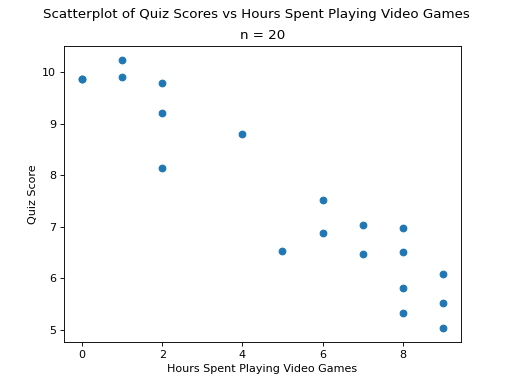 Scatterplot of Quiz Scores vs Hours Spent Playing Video Games
n = 20
10
9
8
7
6
5
Quiz Score
0 2 4 6 8
Hours Spent Playing Video Games